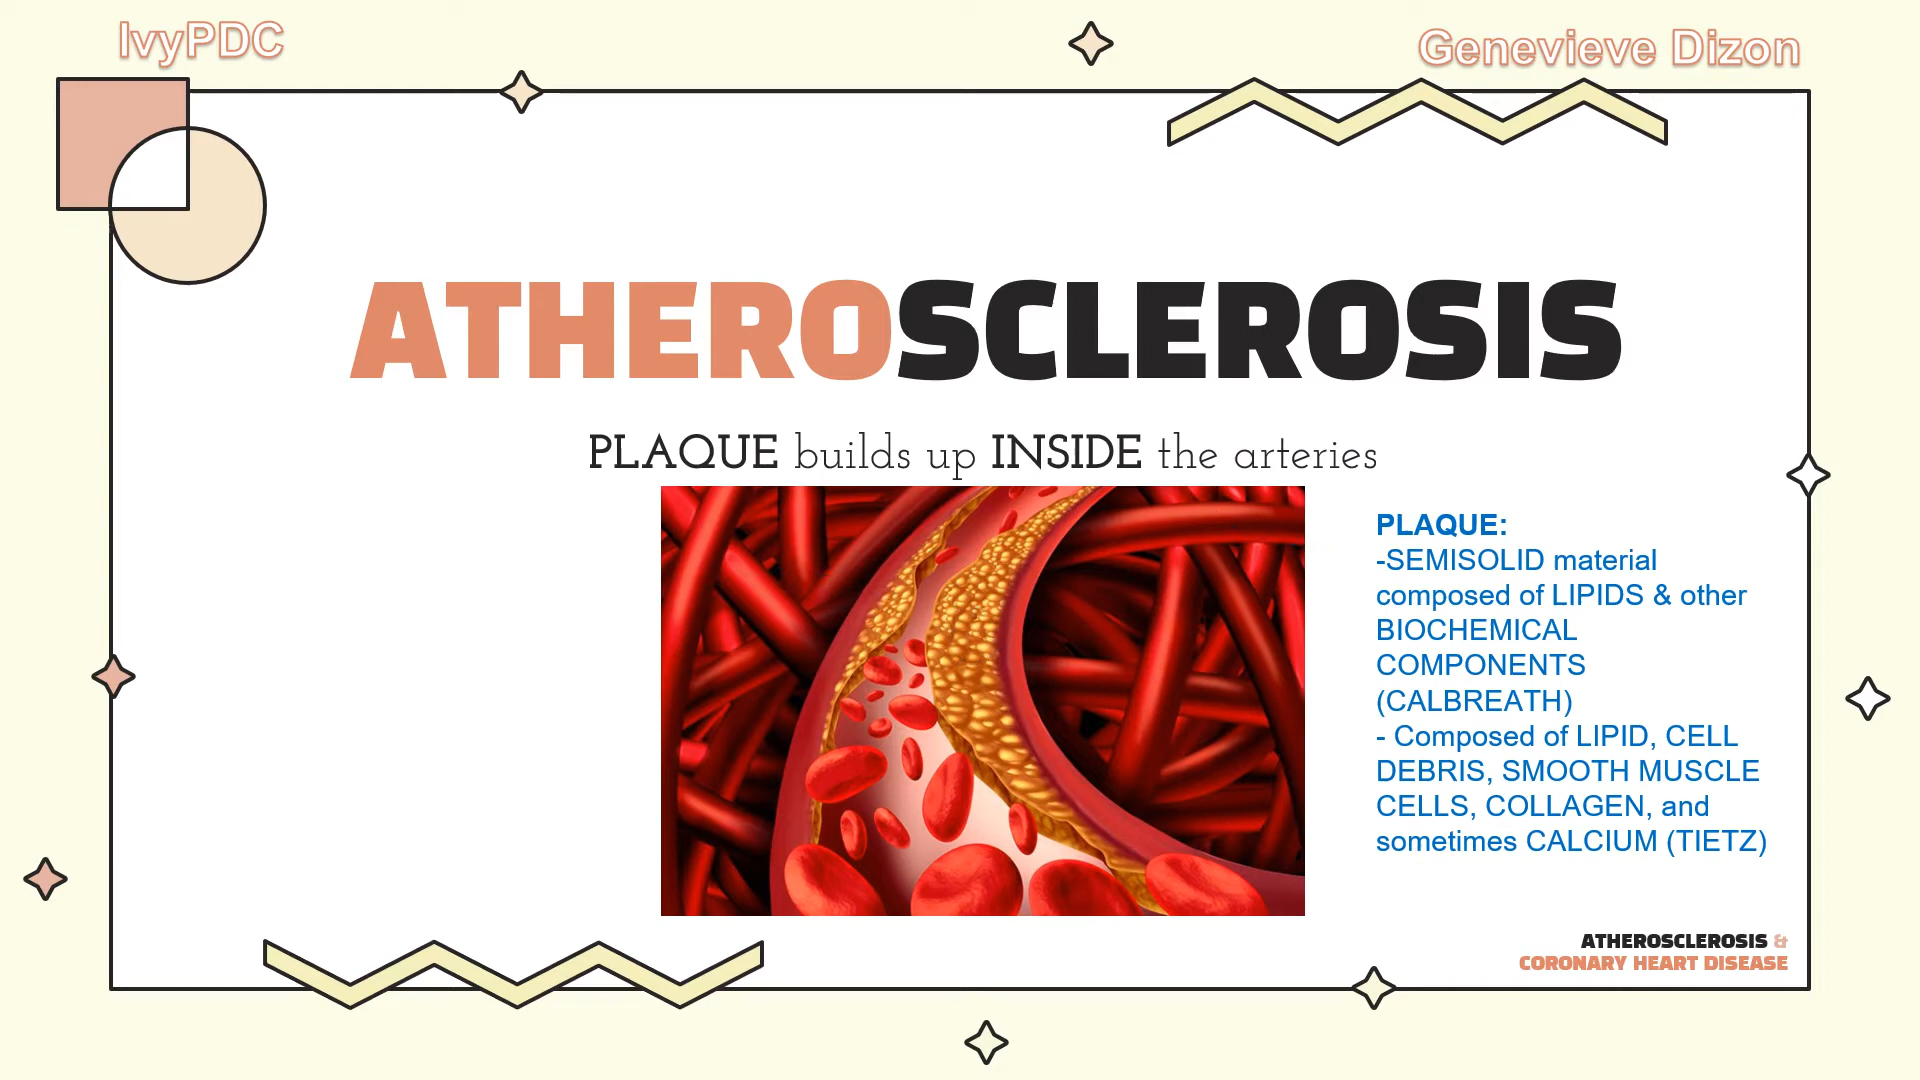 IvyPDC
Genevieve Dizon
ATHEROSCLEROSIS
PLAQUE builds up INSIDE the arteries
PLAQUE:
-SEMISOLID material
composed of LIPIDS & other
BIOCHEMICAL
COMPONENTS
(CALBREATH)
- Composed of LIPID, CELL
DEBRIS, SMOOTH MUSCLE
CELLS, COLLAGEN, and
sometimes CALCIUM (TIETZ)
ATHEROSCLEROSIS &
CORONARY HEART DISEASE